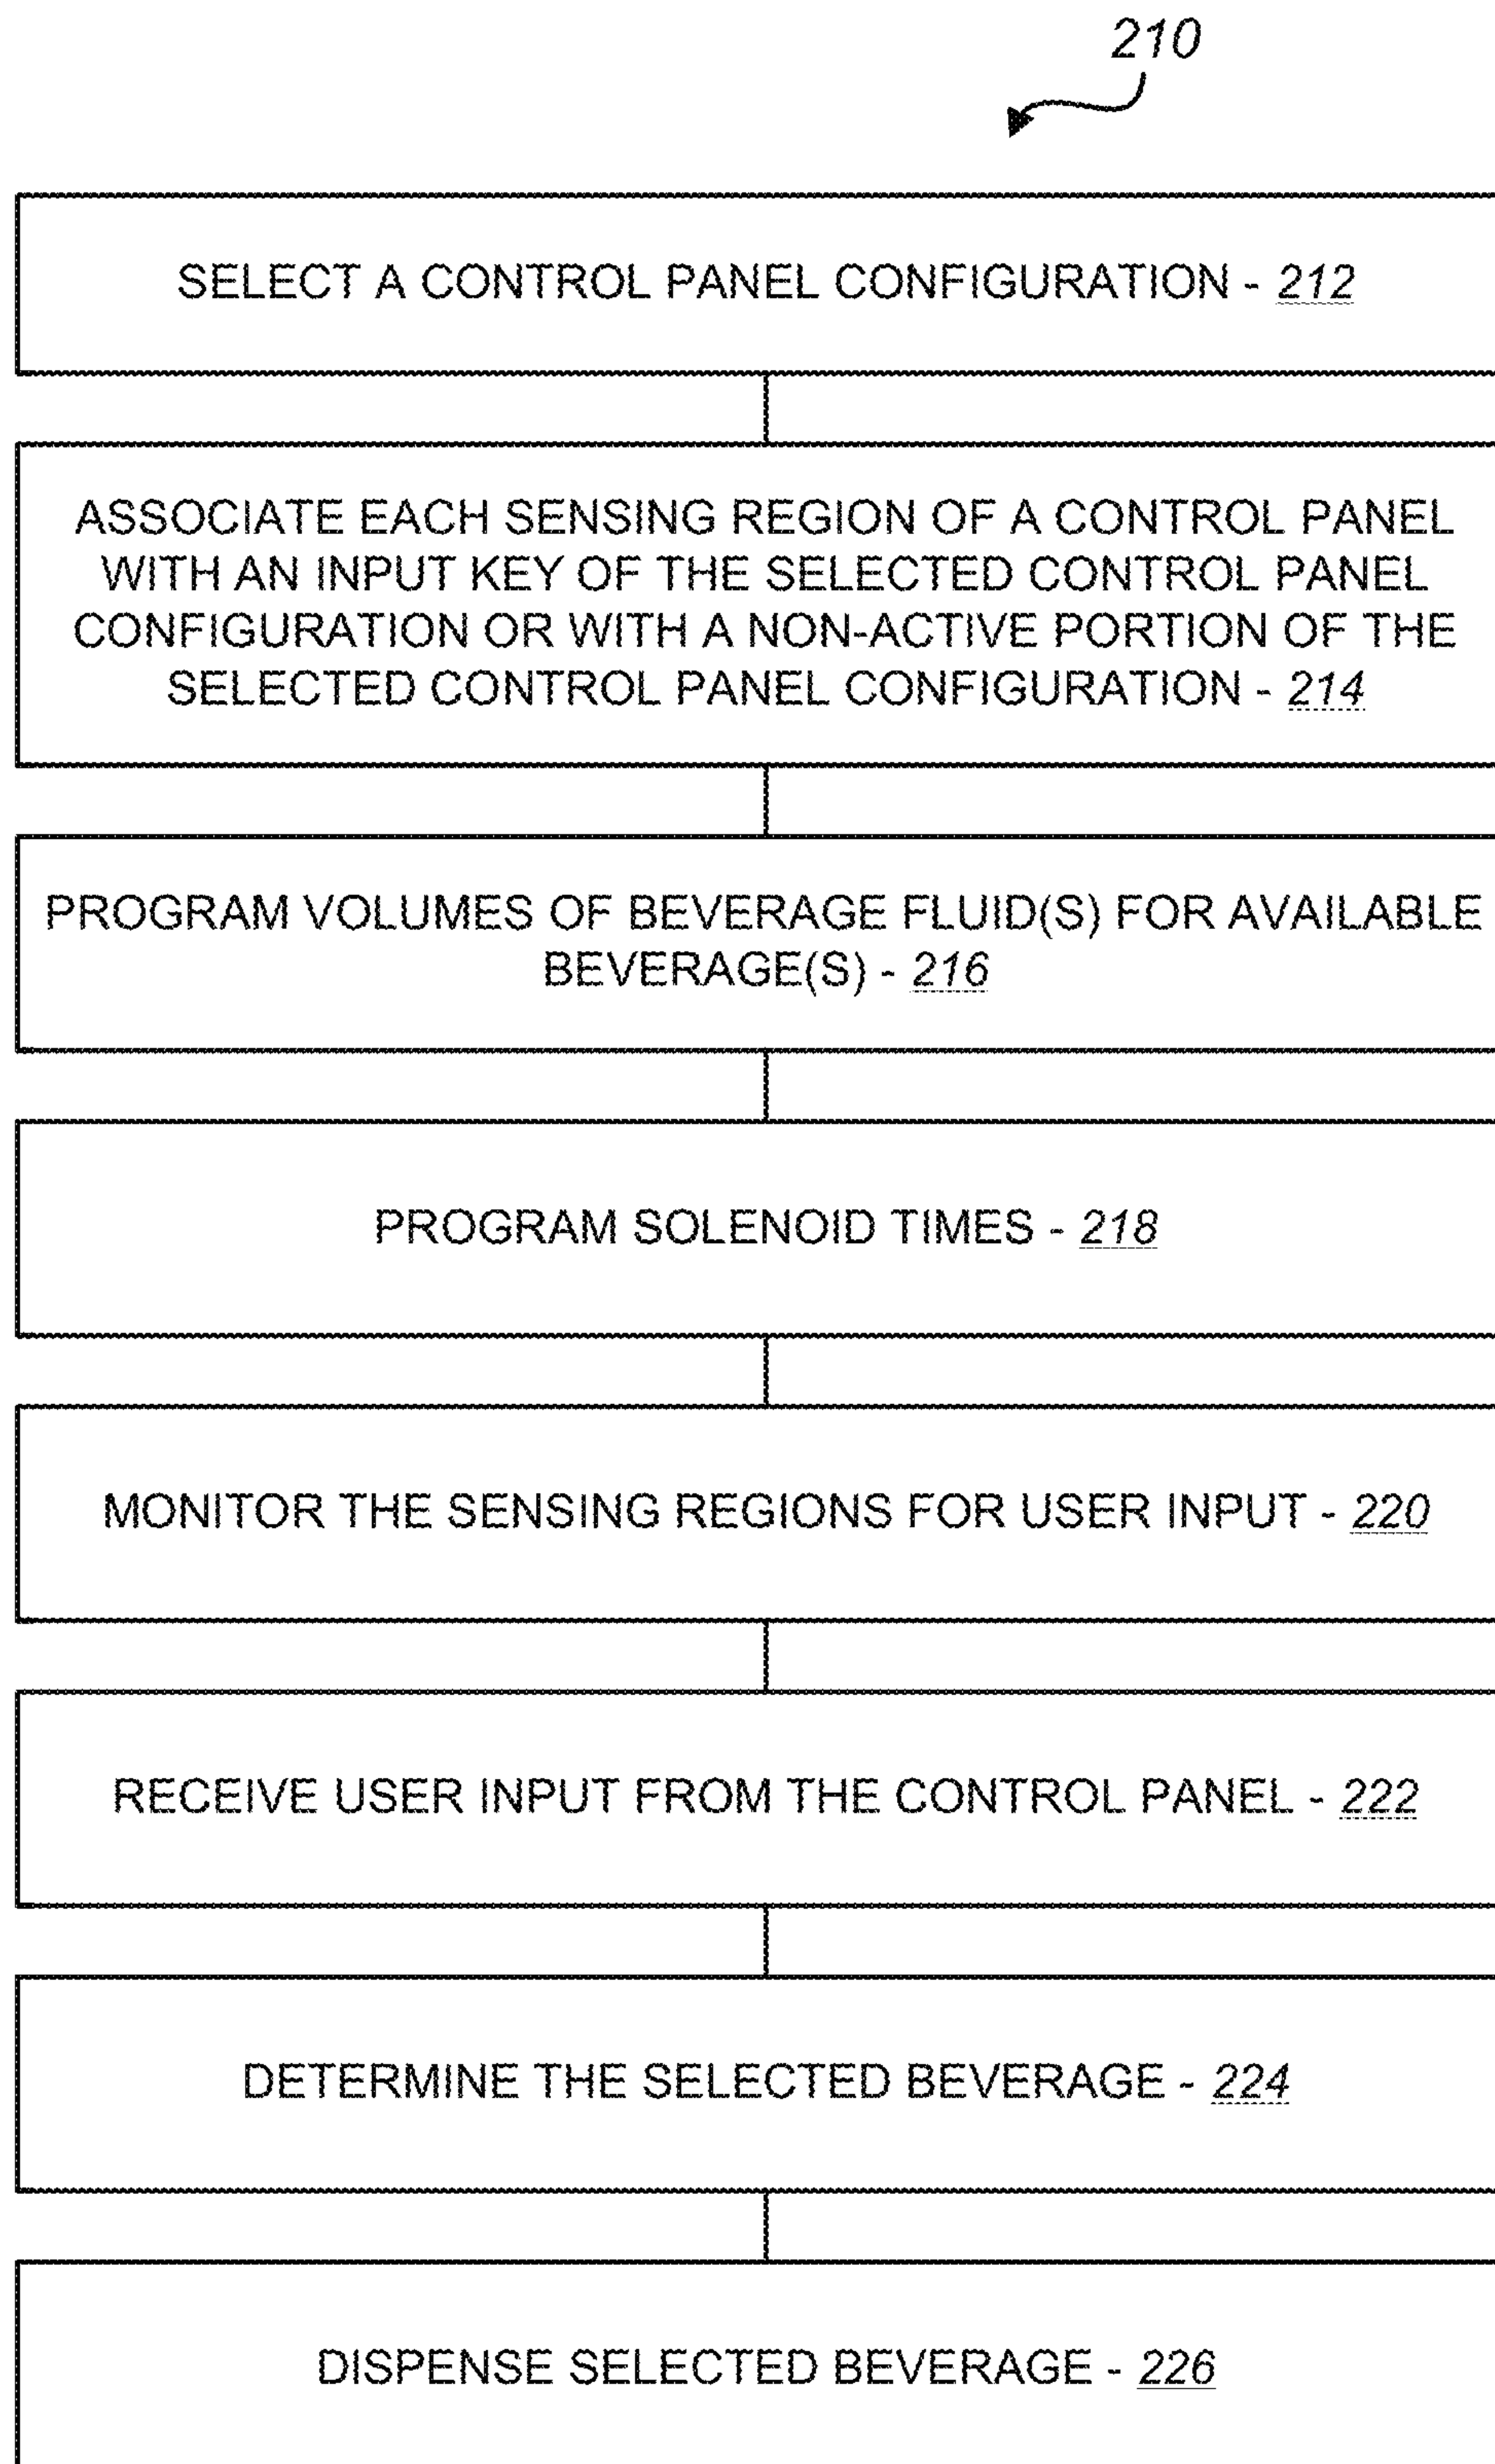 210
SELECT A CONTROL PANEL CONFIGURATION - 212
ASSOCIATE EACH SENSING REGION OF A CONTROL PANEL
WITH AN INPUT KEY OF THE SELECTED CONTROL PANEL
CONFIGURATION OR WITH A NON-ACTIVE PORTION OF THE
SELECTED CONTROL PANEL CONFIGURATION - 214
PROGRAM VOLUMES OF BEVERAGE FLUID(S) FOR AVAILABLE
BEVERAGE(S) - 216
PROGRAM SOLENOID TIMES - 218
MONITOR THE SENSING REGIONS FOR USER INPUT - 220
RECEIVE USER INPUT FROM THE CONTROL PANEL - 222
DETERMINE THE SELECTED BEVERAGE - 224
DISPENSE SELECTED BEVERAGE - 226